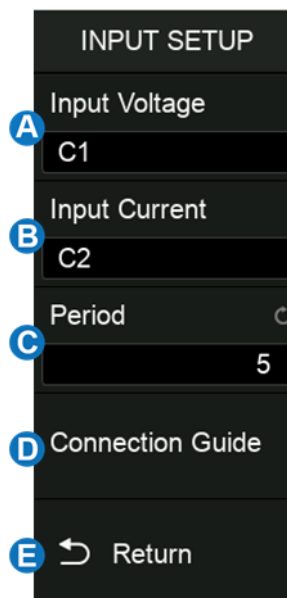 INPUT SETUP
Input Voltage
A
C1
Input Current
B
C2
Period
C
5
D Connection Guide
E Return